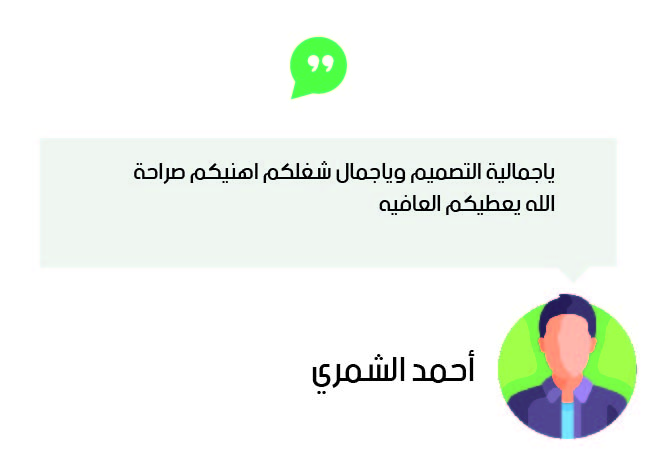 ياجمالية التصميم وياجمال شغلكم اهنيكم صراحة
الله يعطيكم العافيه
أحمد الشمري